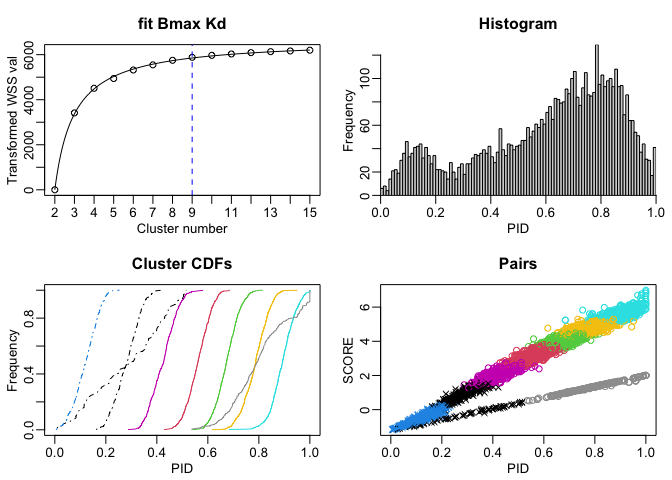 fit Bmax Kd
Transformed WSS val
0 2000 4000 6000
2 3 4 5 6 7 8 9 10 11 13 15
Cluster number
Histogram
Frequency
0 20 60 100
0.0 0.2 0.4 0.6 0.8 1.0
PID
Cluster CDFs
Frequency
0.0 0.4 0.8
0.0 0.2 0.4 0.6 0.8 1.0
PID
Pairs
SCORE
0 2 4 6
0.0 0.2 0.4 0.6 0.8 1.0
PID